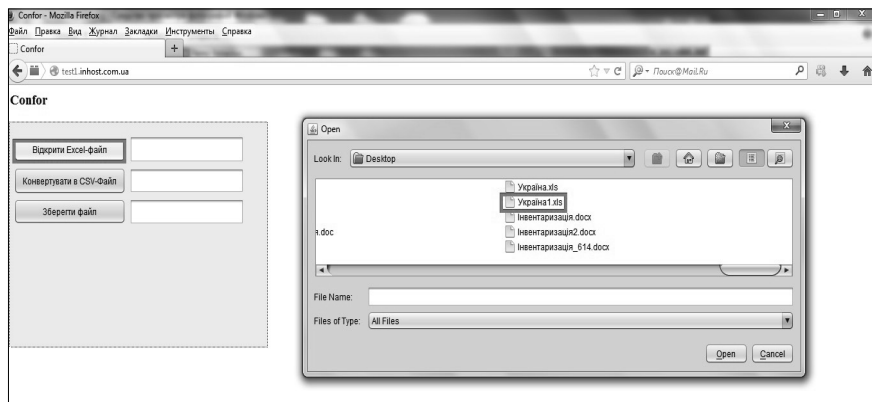 Confor - Mozilla Firefox
Файл Правка Вид Журнал Закладки Инструменты Справка
Confor
+
test1.inhost.com.ua
Поиск@Mail.Ru
Confor
Відкрити Excel-файл
Конвертувати в CSV-Файл
Зберегти файл
Open
Look In: Desktop
Україна.xls
Україна1.xls
Інвентаризація.docx
я.doc Інвентаризація2.docx
Інвентаризація_614.docx
File Name:
Files of Type: All Files
Open Cancel